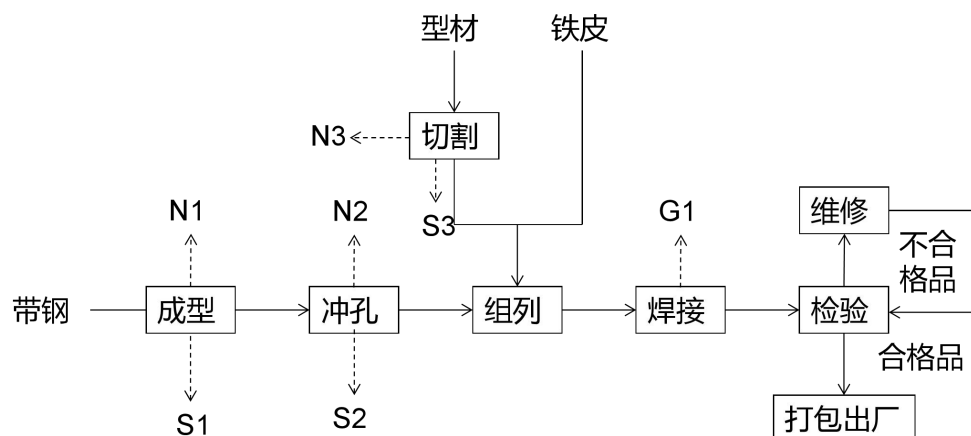 型材
铁皮
N3
切割
S3
N1
N2
G1
维修
不合
格品
带钢
成型
冲孔
组列
焊接
检验
合格品
S1
S2
打包出厂